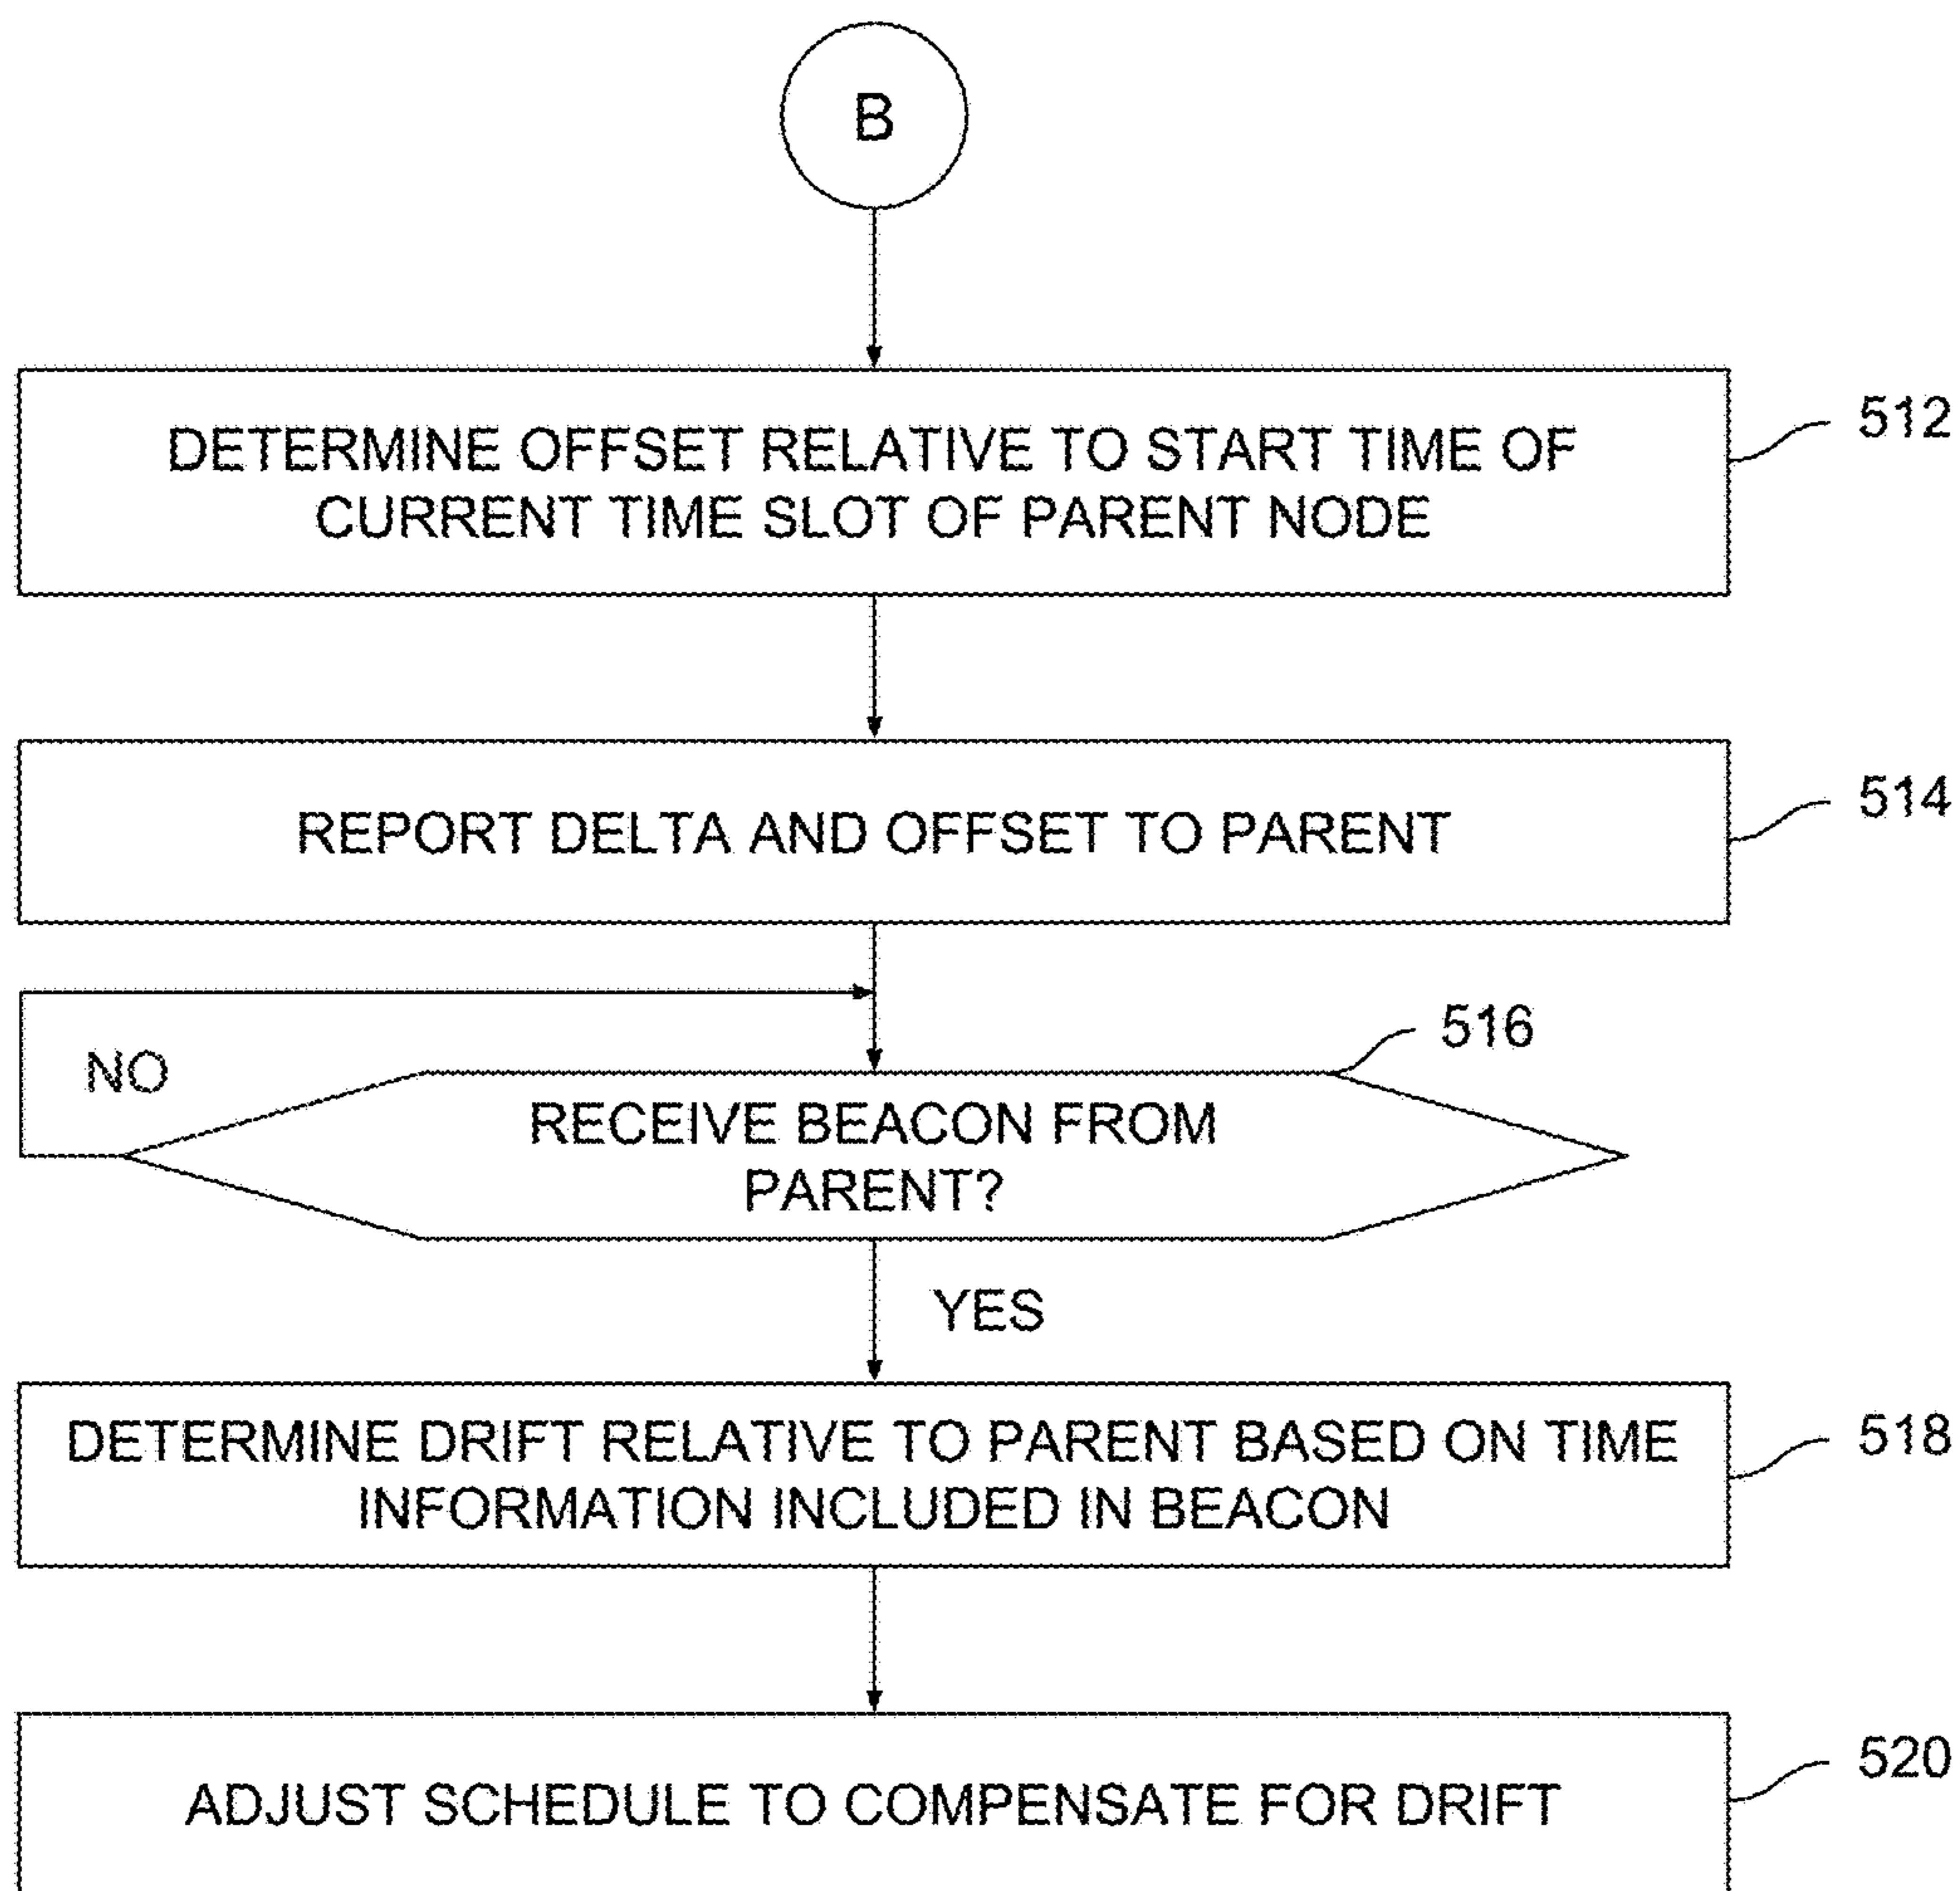 B
DETERMINE OFFSET RELATIVE TO START TIME OF
CURRENT TIME SLOT OF PARENT NODE
512
REPORT DELTA AND OFFSET TO PARENT
514
NO
516
RECEIVE BEACON FROM
PARENT?
YES
DETERMINE DRIFT RELATIVE TO PARENT BASED ON TIME
INFORMATION INCLUDED IN BEACON
518
ADJUST SCHEDULE TO COMPENSATE FOR DRIFT
520